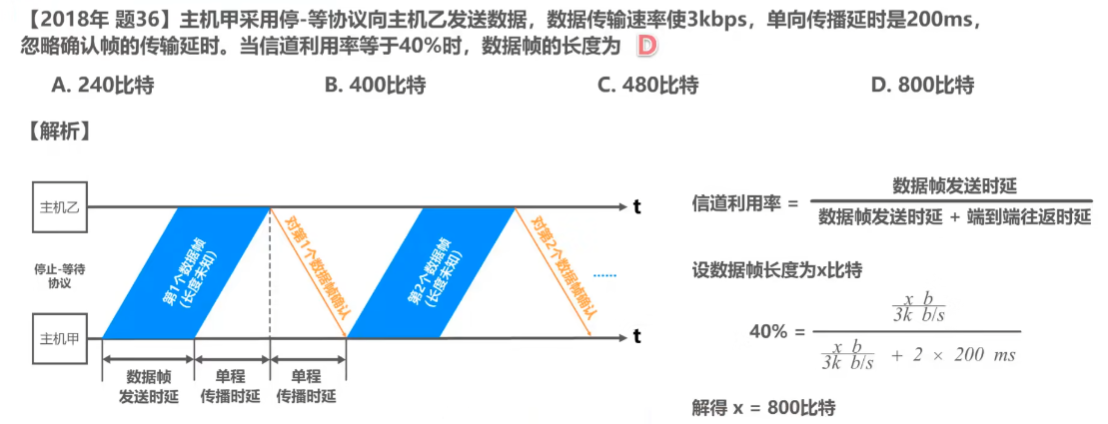 【2018年 题36】主机甲采用停-等协议向主机乙发送数据，数据传输速率使3kbps，单向传播延时是200ms，
忽略确认帧的传输延时。当信道利用率等于40%时，数据帧的长度为 D
A. 240比特 B. 400比特 C. 480比特 D. 800比特
【解析】
主机乙
t
停止-等待
协议
第1个数据帧
(长度未知)
对第1个数据帧确认
第2个数据帧
(长度未知)
对第2个数据帧确认
......
主机甲
t
数据帧
发送时延
单程
传播时延
单程
传播时延
信道利用率 =
数据帧发送时延
数据帧发送时延 + 端到端往返时延
设数据帧长度为x比特
40% =
x b
3k b/s
x b
3k b/s
+ 2 × 200 ms
解得 x = 800比特